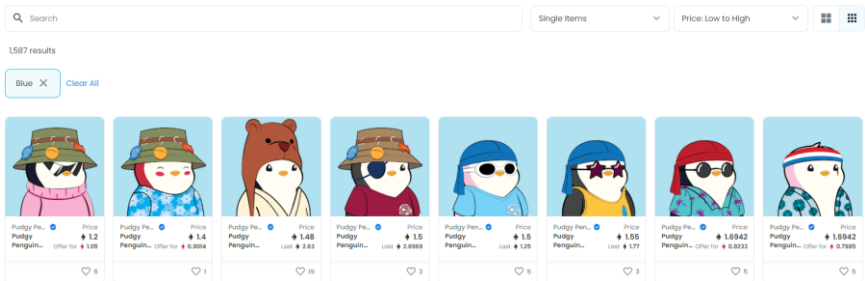 Search
Single Items
Price: Low to High
1,587 results
Blue
Clear All
Pudgy Pe... Price
Pudgy 1.2
Penguin... Offer for 1.05
6
Pudgy Pe... Price
Pudgy 1.4
Penguin... Offer for 0.0014
1
Pudgy Pe... Price
Pudgy 1.48
Penguin... Last 2.63
19
Pudgy Pe... Price
Pudgy 1.5
Penguin... Last 2.6969
3
Pudgy Pe... Price
Pudgy 1.5
Penguin... Last 1.25
5
Pudgy Pe... Price
Pudgy 1.55
Penguin... Last 1.77
3
Pudgy Pe... Price
Pudgy 1.6942
Penguin... Offer for 0.8233
5
Pudgy Pe... Price
Pudgy 1.6942
Penguin... Offer for 0.7985
5